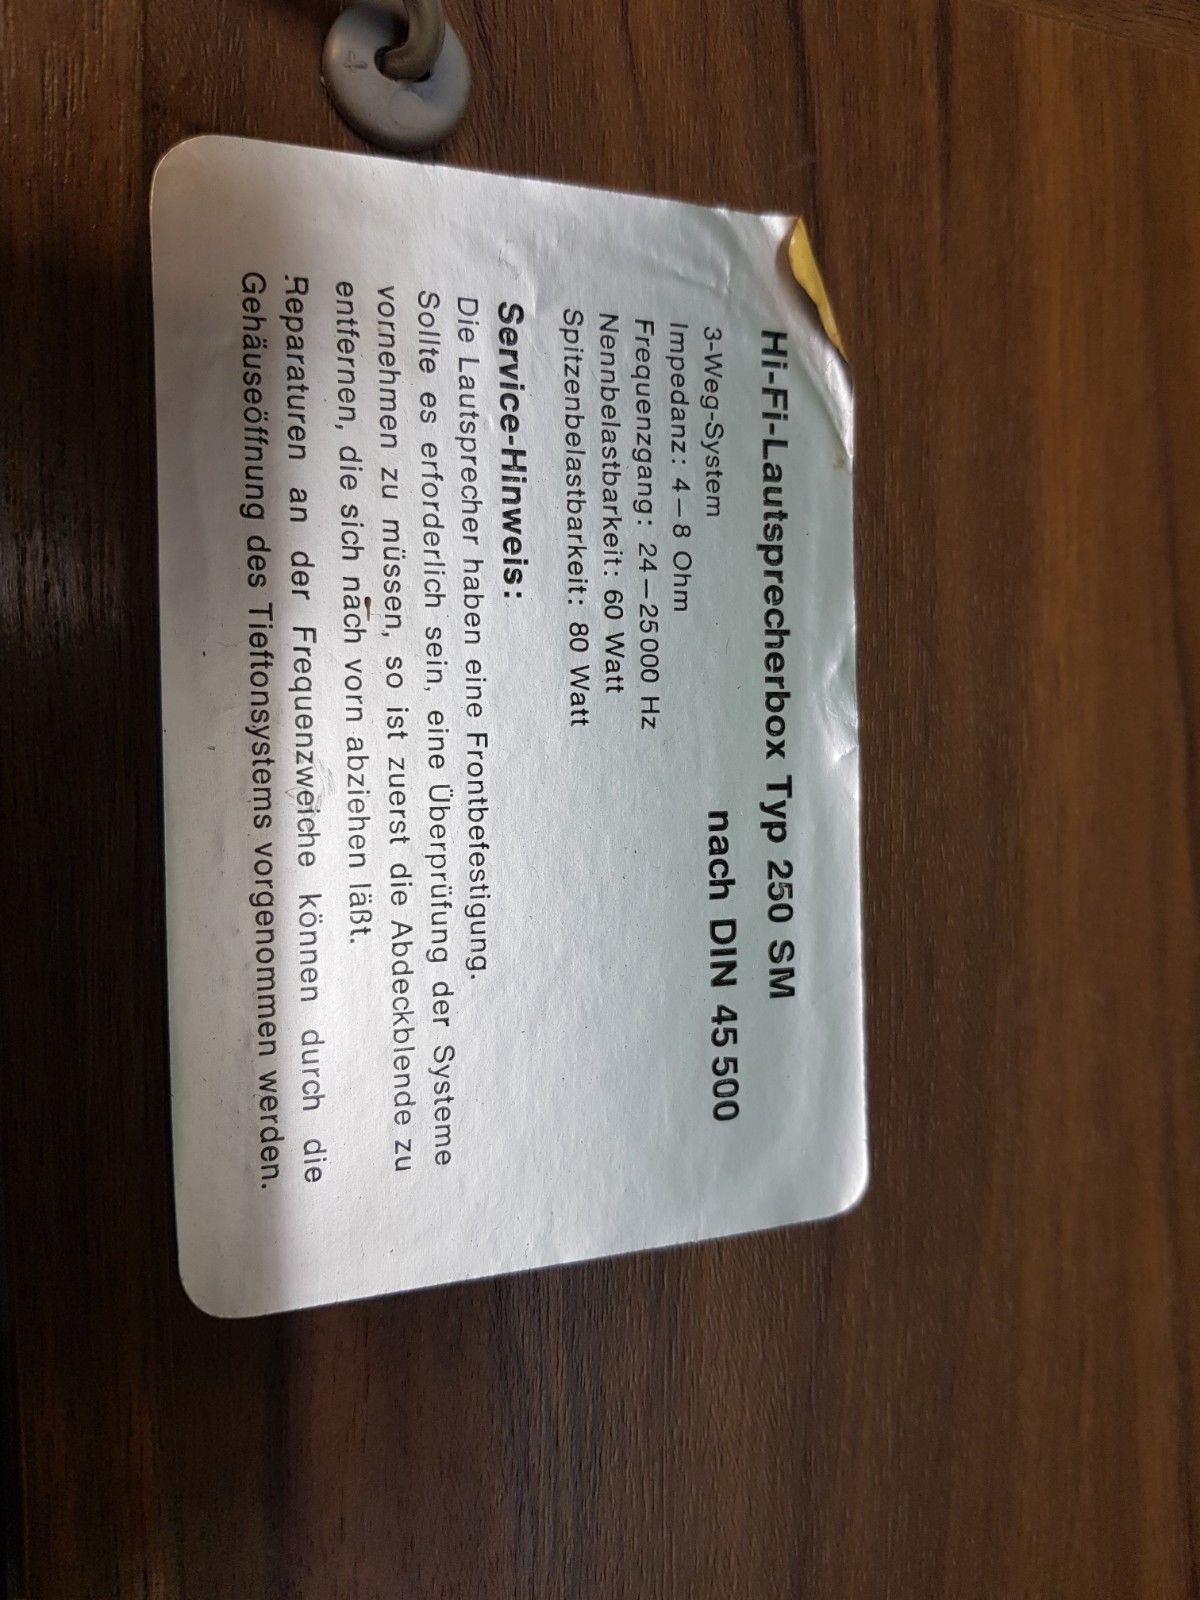 Hi-Fi-Lautsprecherbox Typ 250 SM
nach DIN 45 500
3-Weg-System
Impedanz: 4–8 Ohm
Frequenzgang: 24–25 000 Hz
Nennbelastbarkeit: 60 Watt
Spitzenbelastbarkeit: 80 Watt
Service-Hinweis:
Die Lautsprecher haben eine Frontbefestigung.
Sollte es erforderlich sein, eine Überprüfung der Systeme
vornehmen zu müssen, so ist zuerst die Abdeckblende zu
entfernen, die sich nach vorn abziehen läßt.
Reparaturen an der Frequenzweiche können durch die
Gehäuseöffnung des Tieftonsystems vorgenommen werden.
4